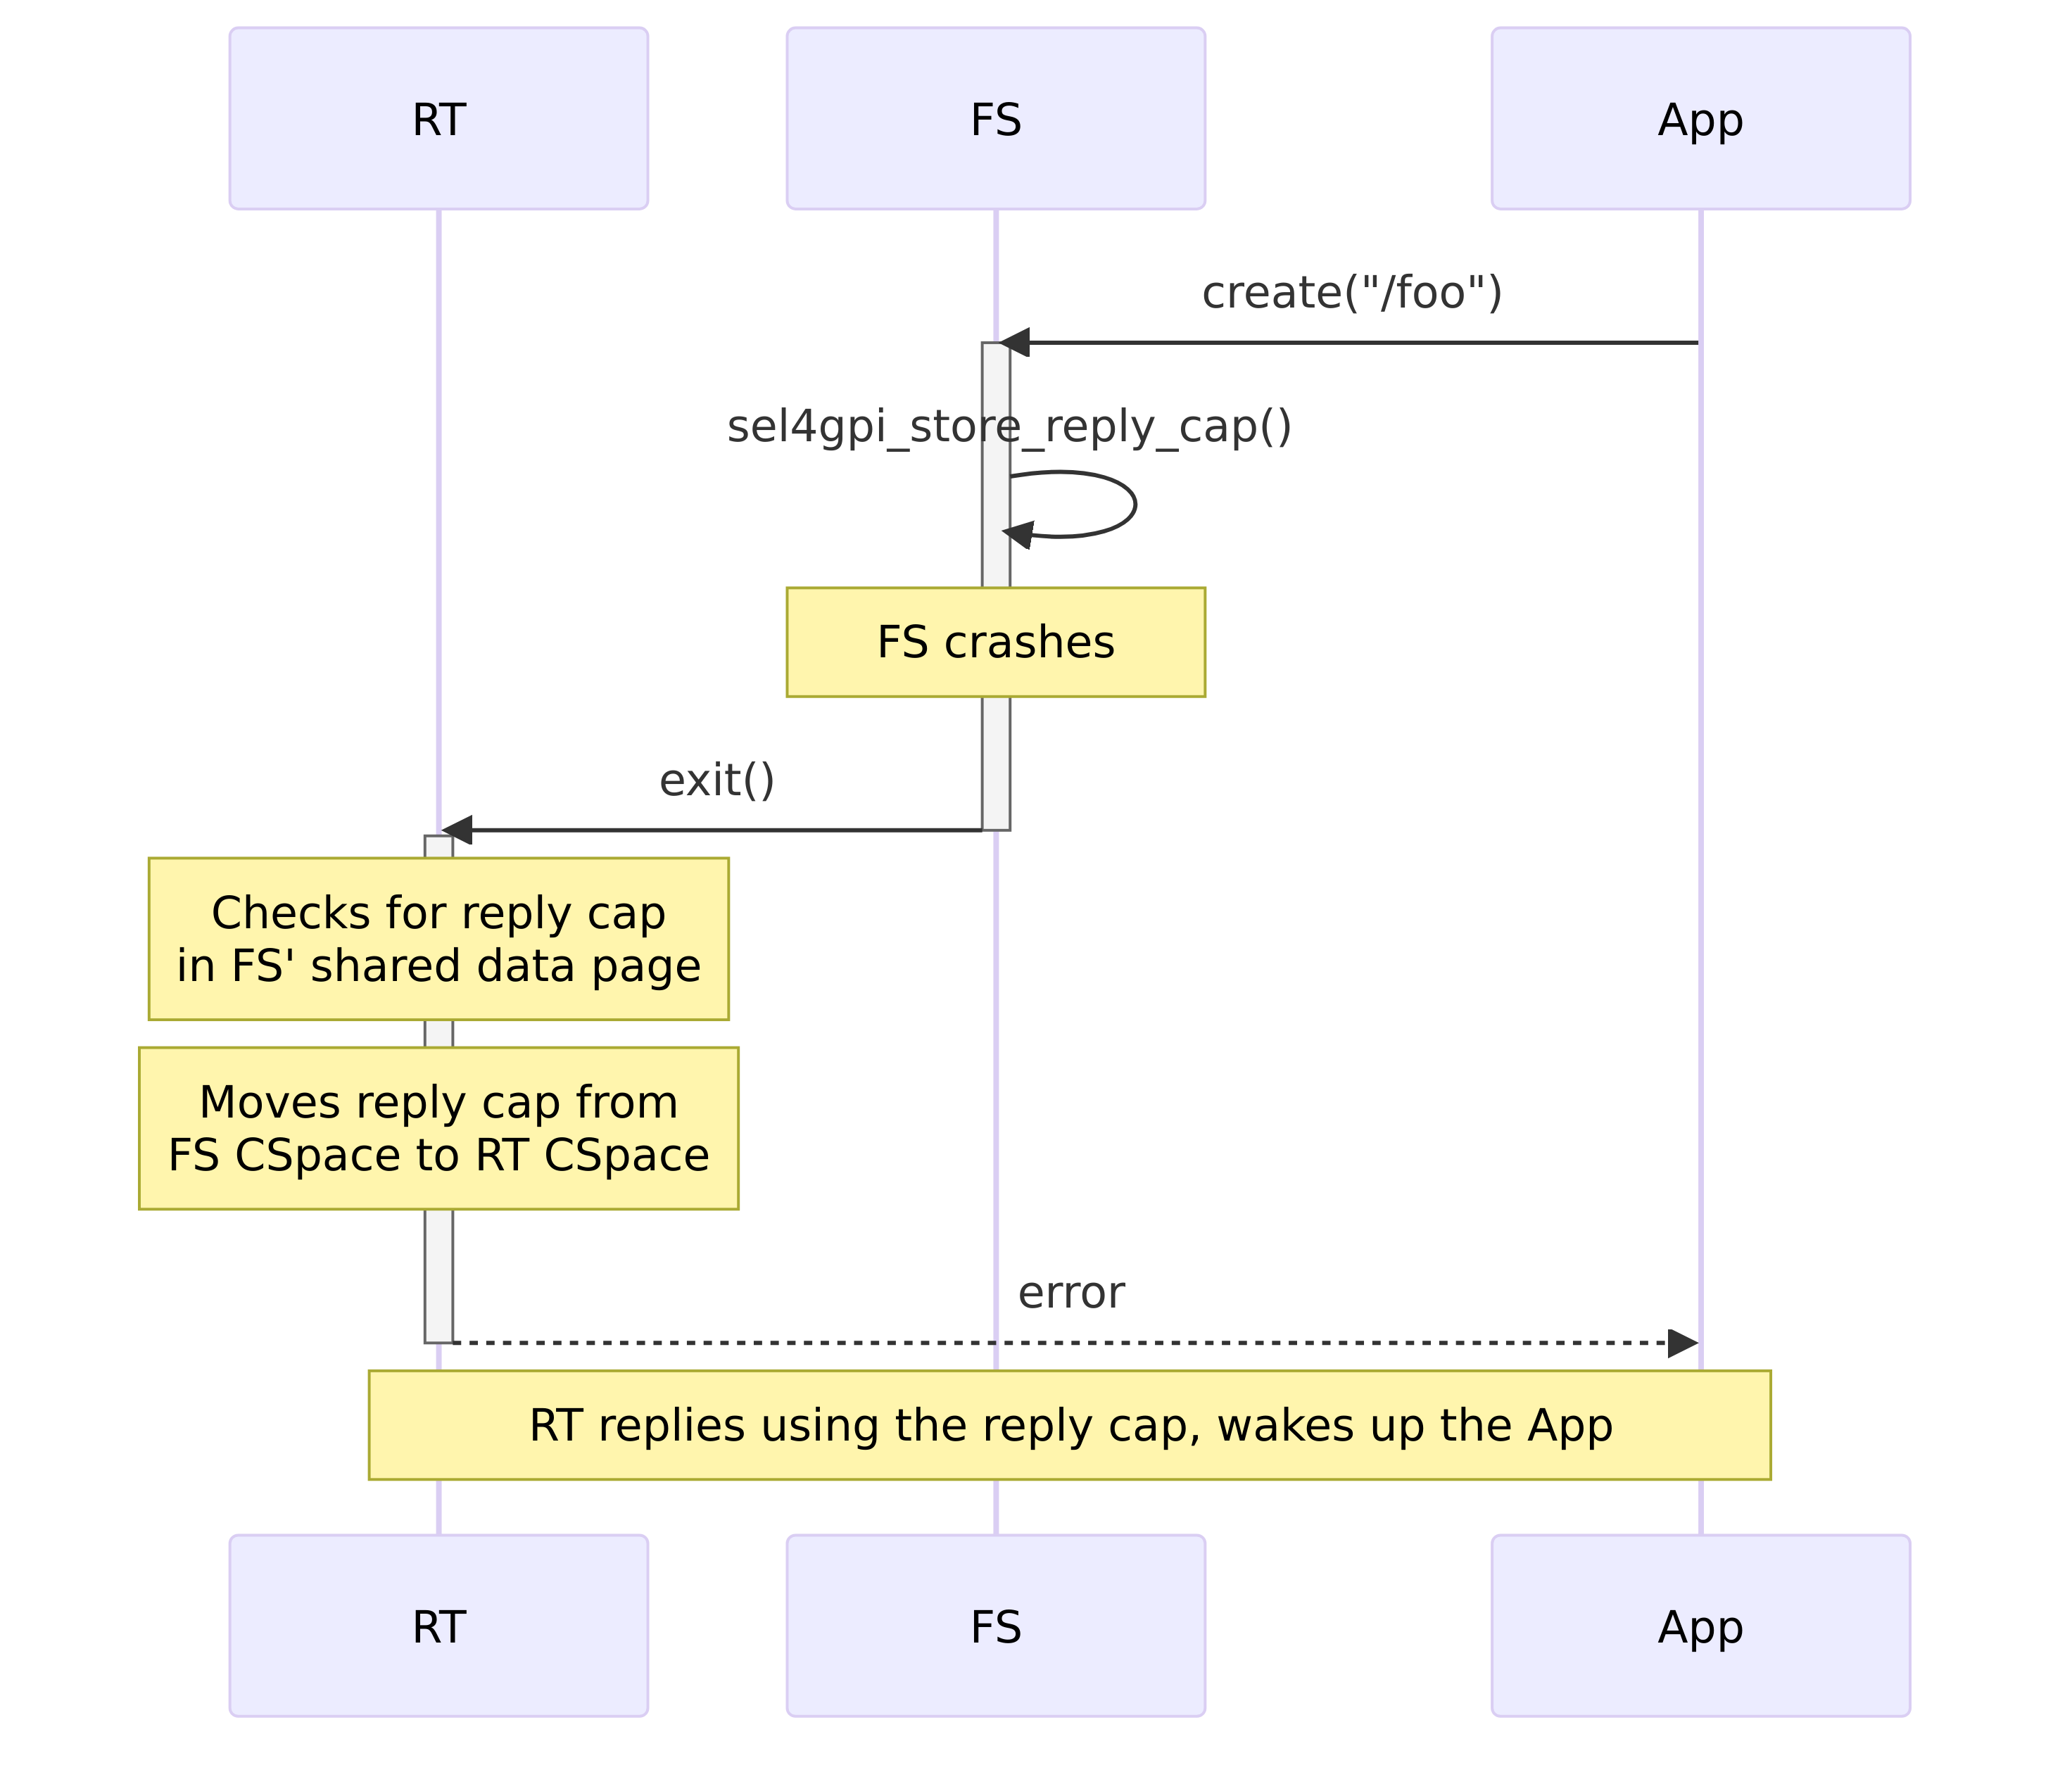 RT
FS
App
create("/foo")
sel4gpi_store_reply_cap()
FS crashes
exit()
Checks for reply cap
in FS' shared data page
Moves reply cap from
FS CSpace to RT CSpace
error
RT replies using the reply cap, wakes up the App
RT
FS
App